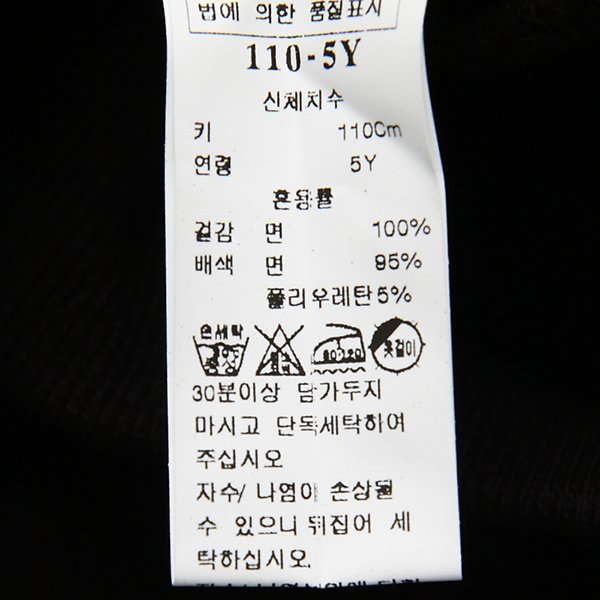 법에 의한 품질표시
110-5Y
신체치수
키 110Cm
연령 5Y
혼용률
겉감 면 100%
배색 면 95%
폴리우레탄5%
손세탁
중성
80-120
옷걸이
30분이상 담가두지
마시고 단독세탁하여
주십시오
자수/ 나염이 손상될
수 있으니 뒤집어 세
탁하십시오.